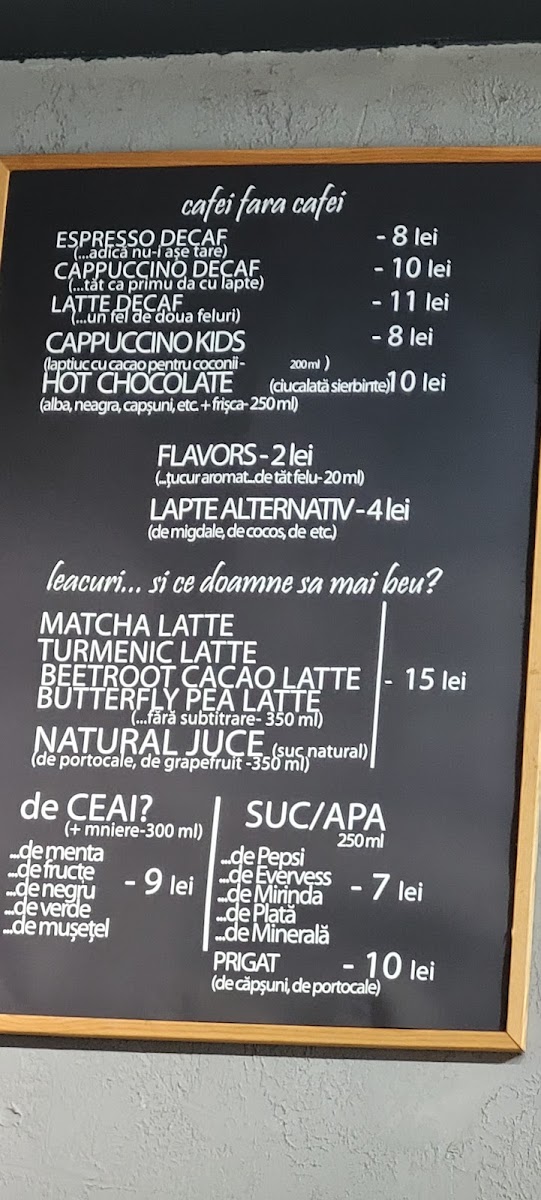 cafei fara cafei
ESPRESSO DECAF - 8 lei
(...adică nu-i așe tare)
CAPPUCCINO DECAF - 10 lei
(...tăt ca primu da cu lapte)
LATTE DECAF - 11 lei
(...un fel de doua feluri)
CAPPUCCINO KIDS - 8 lei
(laptiuc cu cacao pentru coconii- 200ml )
HOT CHOCOLATE (ciucalată sierbinte)10 lei
(alba, neagra, capșuni, etc. + frișca- 250 ml)
FLAVORS - 2 lei
(...țucur aromat...de tăt felu- 20 ml)
LAPTE ALTERNATIV - 4 lei
(de migdale, de cocos, de etc.)
leacuri... si ce doamne sa mai beu?
MATCHA LATTE
TURMENIC LATTE
BEETROOT CACAO LATTE - 15 lei
BUTTERFLY PEA LATTE
(...fără subtitrare- 350 ml)
NATURAL JUCE (suc natural)
(de portocale, de grapefruit -350 ml)
de CEAI?
(+ mniere-300 ml)
...de menta
...de fructe
...de negru - 9 lei
...de verde
...de mușețel
SUC/APA
250 ml
...de Pepsi
...de Evervess
...de Mirinda - 7 lei
...de Plată
...de Minerală
PRIGAT - 10 lei
(de căpșuni, de portocale)